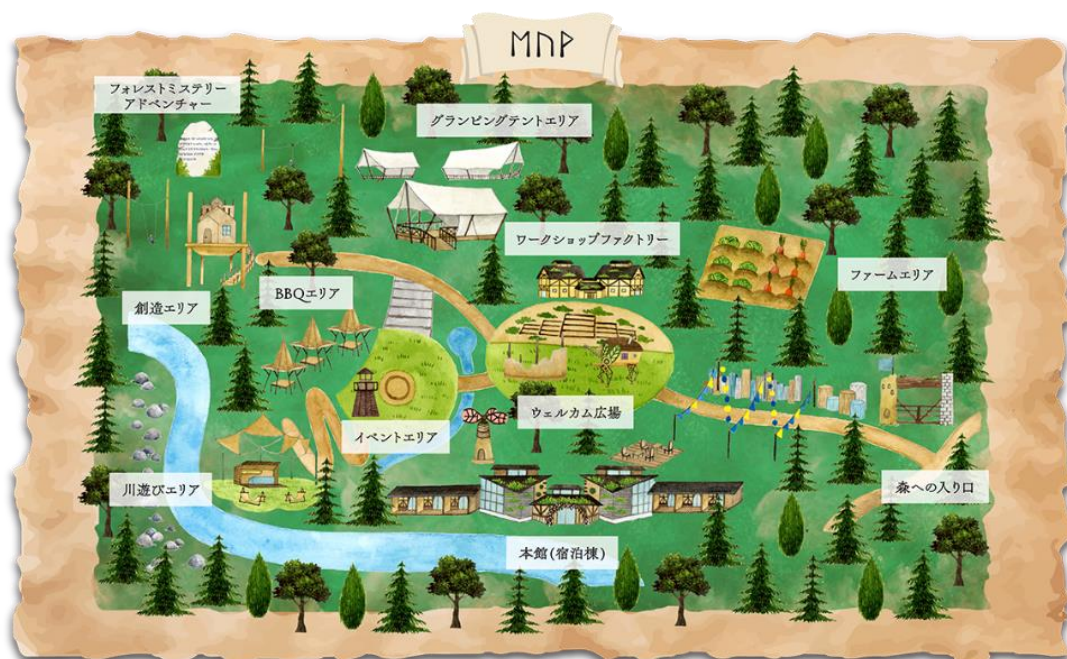 ᛖᚢᚹ
フォレストミステリー
アドベンチャー
グランピングテントエリア
ワークショップファクトリー
ファームエリア
BBQエリア
創造エリア
ウェルカム広場
イベントエリア
川遊びエリア
森への入り口
本館(宿泊棟)